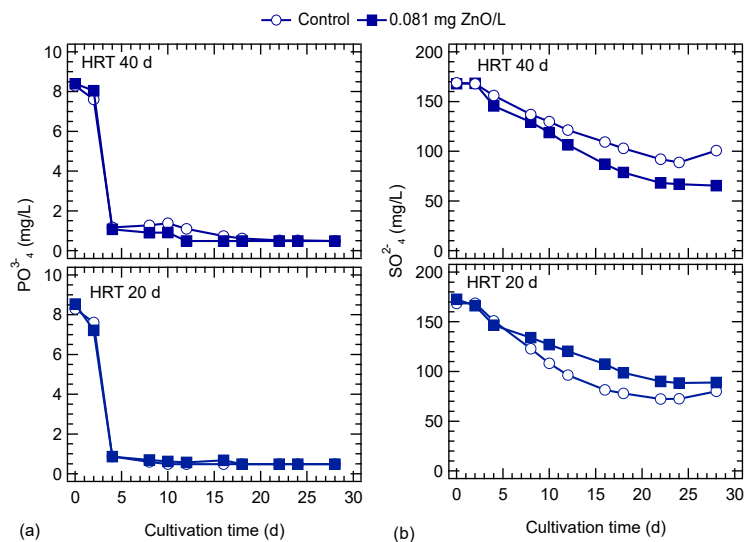 Control 0.081 mg ZnO/L
HRT 40 d
10
8
6
4
2
0
PO³⁻₄ (mg/L)
HRT 20 d
10
8
6
4
2
0
0 5 10 15 20 25 30
(a) Cultivation time (d)
HRT 40 d
200
150
100
50
0
SO²⁻₄ (mg/L)
HRT 20 d
200
150
100
50
0
0 5 10 15 20 25 30
(b) Cultivation time (d)